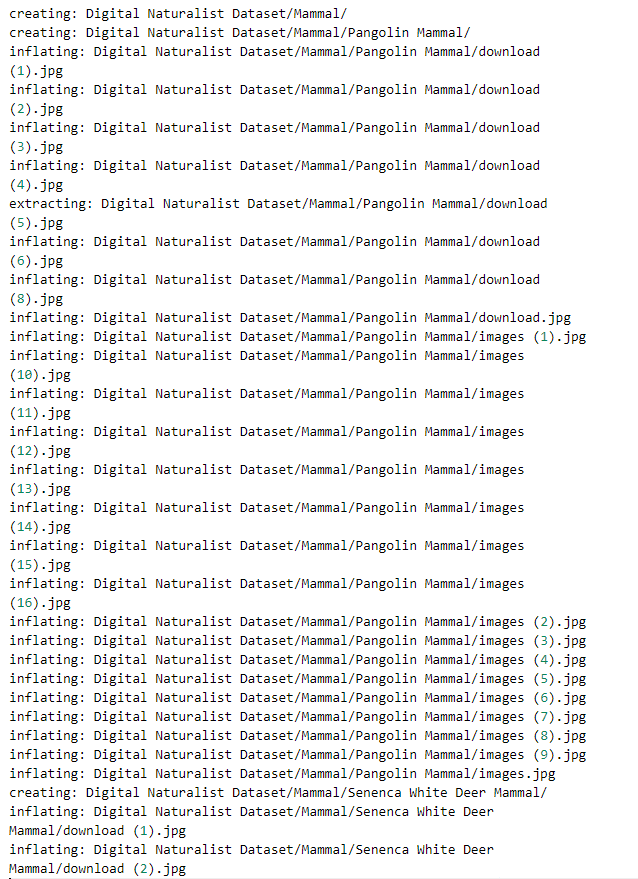 creating: Digital Naturalist Dataset/Mammal/
creating: Digital Naturalist Dataset/Mammal/Pangolin Mammal/
inflating: Digital Naturalist Dataset/Mammal/Pangolin Mammal/download
(1).jpg
inflating: Digital Naturalist Dataset/Mammal/Pangolin Mammal/download
(2).jpg
inflating: Digital Naturalist Dataset/Mammal/Pangolin Mammal/download
(3).jpg
inflating: Digital Naturalist Dataset/Mammal/Pangolin Mammal/download
(4).jpg
extracting: Digital Naturalist Dataset/Mammal/Pangolin Mammal/download
(5).jpg
inflating: Digital Naturalist Dataset/Mammal/Pangolin Mammal/download
(6).jpg
inflating: Digital Naturalist Dataset/Mammal/Pangolin Mammal/download
(8).jpg
inflating: Digital Naturalist Dataset/Mammal/Pangolin Mammal/download.jpg
inflating: Digital Naturalist Dataset/Mammal/Pangolin Mammal/images (1).jpg
inflating: Digital Naturalist Dataset/Mammal/Pangolin Mammal/images
(10).jpg
inflating: Digital Naturalist Dataset/Mammal/Pangolin Mammal/images
(11).jpg
inflating: Digital Naturalist Dataset/Mammal/Pangolin Mammal/images
(12).jpg
inflating: Digital Naturalist Dataset/Mammal/Pangolin Mammal/images
(13).jpg
inflating: Digital Naturalist Dataset/Mammal/Pangolin Mammal/images
(14).jpg
inflating: Digital Naturalist Dataset/Mammal/Pangolin Mammal/images
(15).jpg
inflating: Digital Naturalist Dataset/Mammal/Pangolin Mammal/images
(16).jpg
inflating: Digital Naturalist Dataset/Mammal/Pangolin Mammal/images (2).jpg
inflating: Digital Naturalist Dataset/Mammal/Pangolin Mammal/images (3).jpg
inflating: Digital Naturalist Dataset/Mammal/Pangolin Mammal/images (4).jpg
inflating: Digital Naturalist Dataset/Mammal/Pangolin Mammal/images (5).jpg
inflating: Digital Naturalist Dataset/Mammal/Pangolin Mammal/images (6).jpg
inflating: Digital Naturalist Dataset/Mammal/Pangolin Mammal/images (7).jpg
inflating: Digital Naturalist Dataset/Mammal/Pangolin Mammal/images (8).jpg
inflating: Digital Naturalist Dataset/Mammal/Pangolin Mammal/images (9).jpg
inflating: Digital Naturalist Dataset/Mammal/Pangolin Mammal/images.jpg
creating: Digital Naturalist Dataset/Mammal/Senenca White Deer Mammal/
inflating: Digital Naturalist Dataset/Mammal/Senenca White Deer
Mammal/download (1).jpg
inflating: Digital Naturalist Dataset/Mammal/Senenca White Deer
Mammal/download (2).jpg